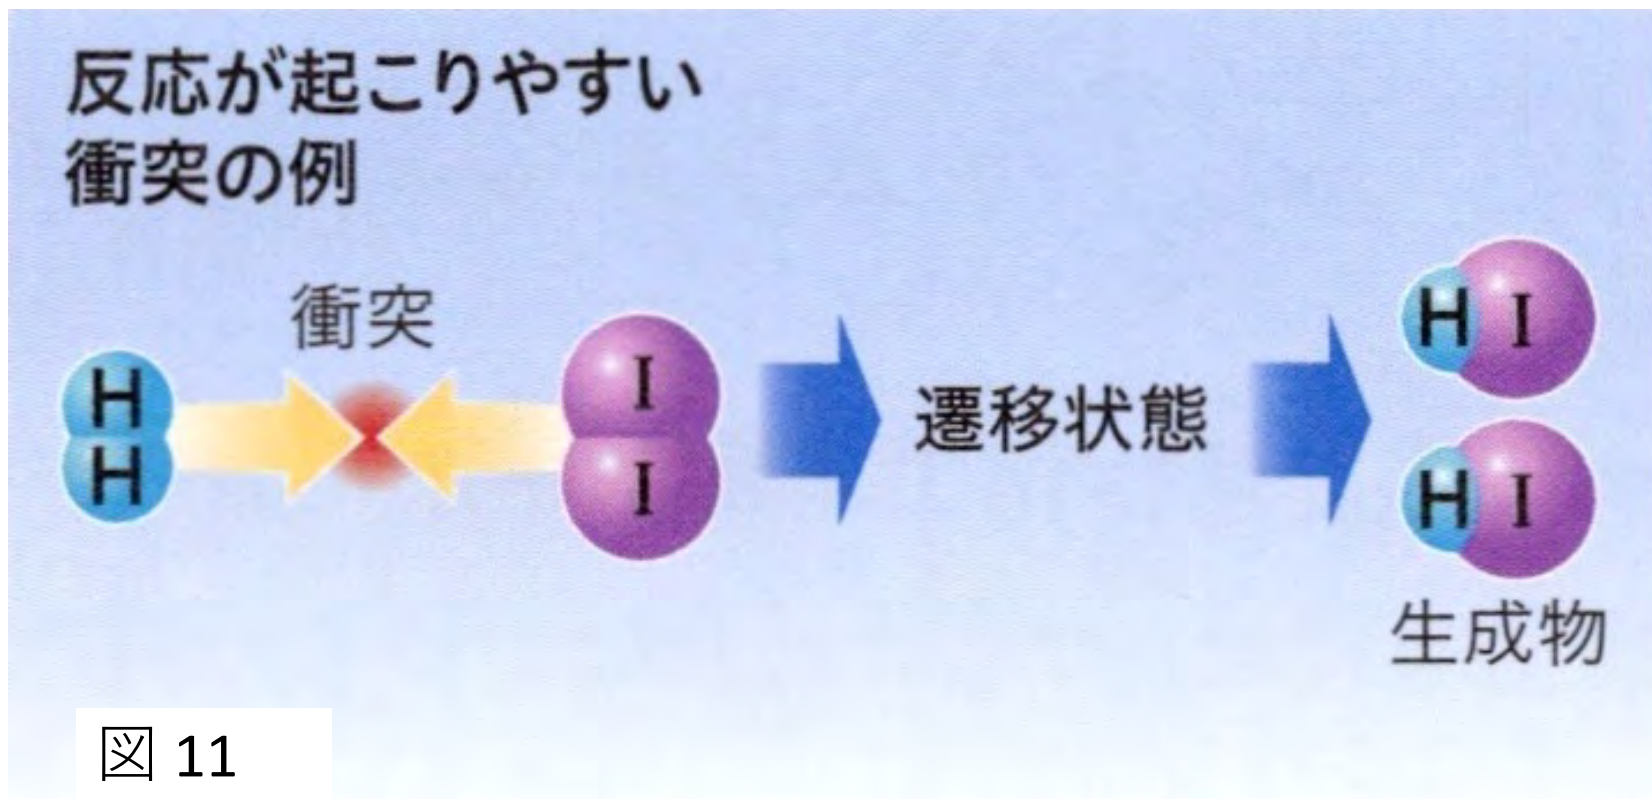 反応が起こりやすい
衝突の例
衝突
H
H
I
I
遷移状態
H I
H I
生成物
図 11